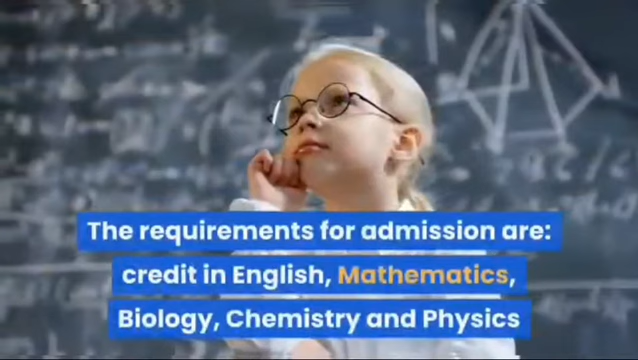 The requirements for admission are:
credit in English, Mathematics,
Biology, Chemistry and Physics